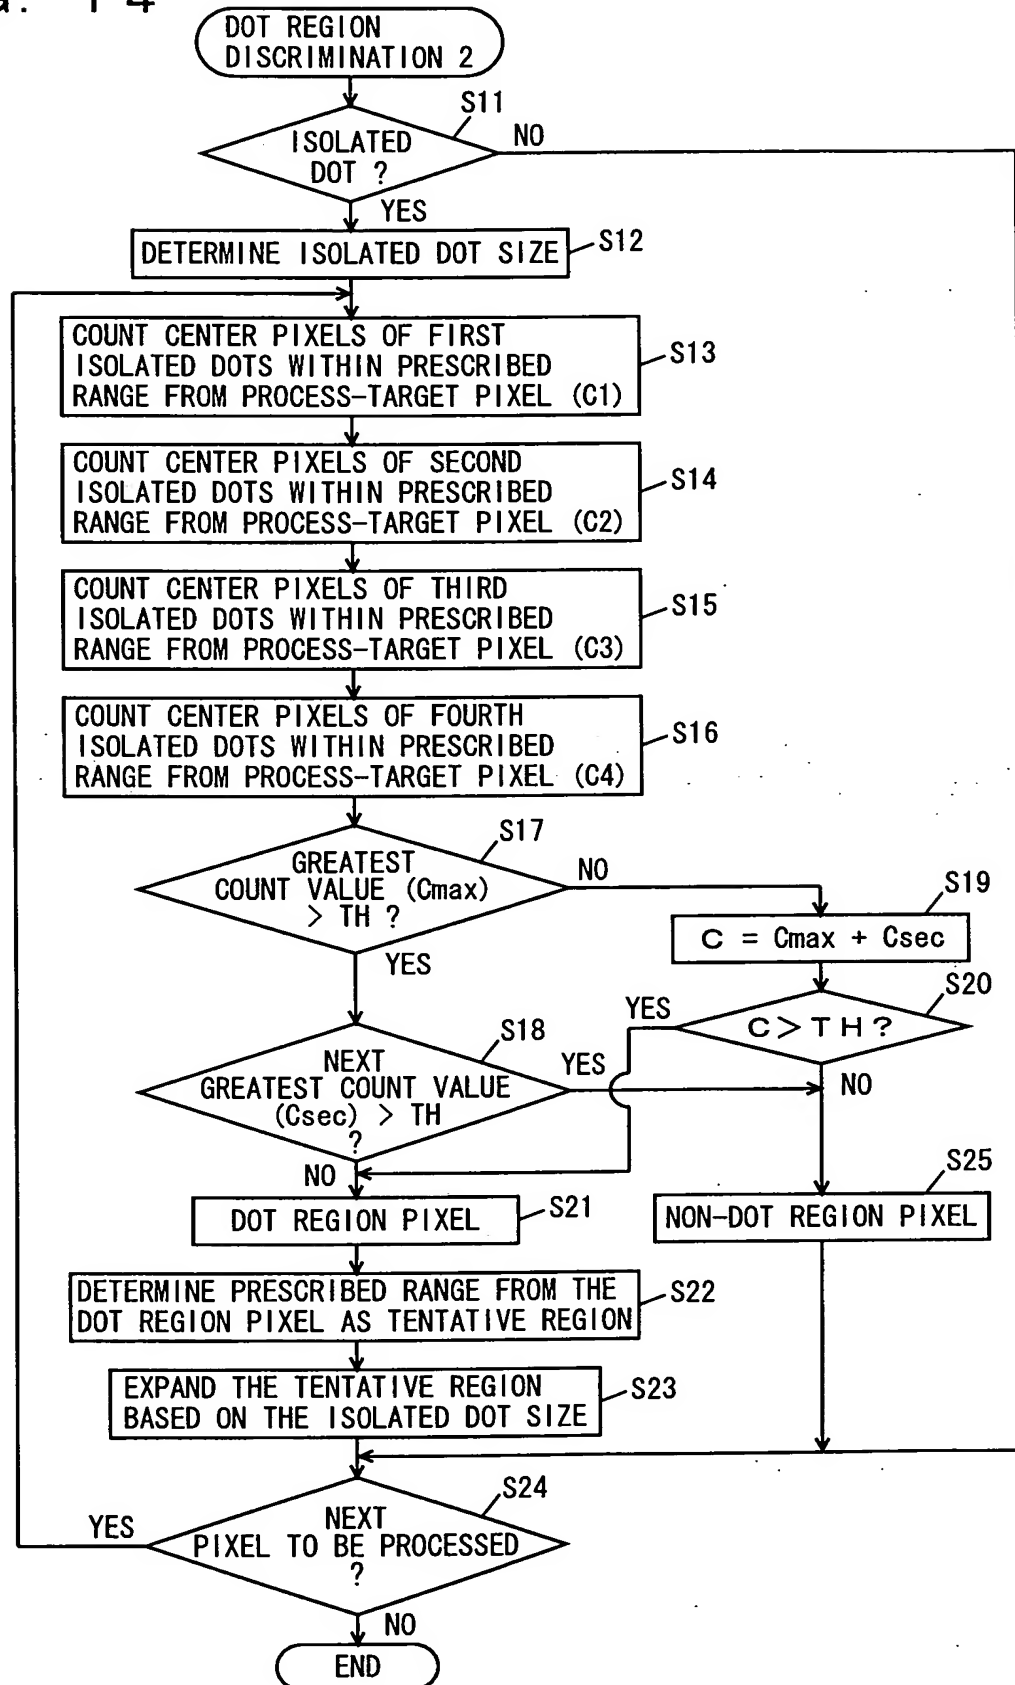 14
DOT REGION
DISCRIMINATION 2
S11
ISOLATED
DOT ?
NO
YES
DETERMINE ISOLATED DOT SIZE
S12
COUNT CENTER PIXELS OF FIRST
ISOLATED DOTS WITHIN PRESCRIBED
RANGE FROM PROCESS-TARGET PIXEL (C1)
S13
COUNT CENTER PIXELS OF SECOND
ISOLATED DOTS WITHIN PRESCRIBED
RANGE FROM PROCESS-TARGET PIXEL (C2)
S14
COUNT CENTER PIXELS OF THIRD
ISOLATED DOTS WITHIN PRESCRIBED
RANGE FROM PROCESS-TARGET PIXEL (C3)
S15
COUNT CENTER PIXELS OF FOURTH
ISOLATED DOTS WITHIN PRESCRIBED
RANGE FROM PROCESS-TARGET PIXEL (C4)
S16
S17
GREATEST
COUNT VALUE (Cmax)
> TH ?
NO
YES
S19
C = Cmax + Csec
S20
C > TH?
YES
NO
S18
NEXT
GREATEST COUNT VALUE
(Csec) > TH
?
YES
NO
DOT REGION PIXEL
S21
S25
NON-DOT REGION PIXEL
DETERMINE PRESCRIBED RANGE FROM THE
DOT REGION PIXEL AS TENTATIVE REGION
S22
EXPAND THE TENTATIVE REGION
BASED ON THE ISOLATED DOT SIZE
S23
S24
NEXT
PIXEL TO BE PROCESSED
?
YES
NO
END